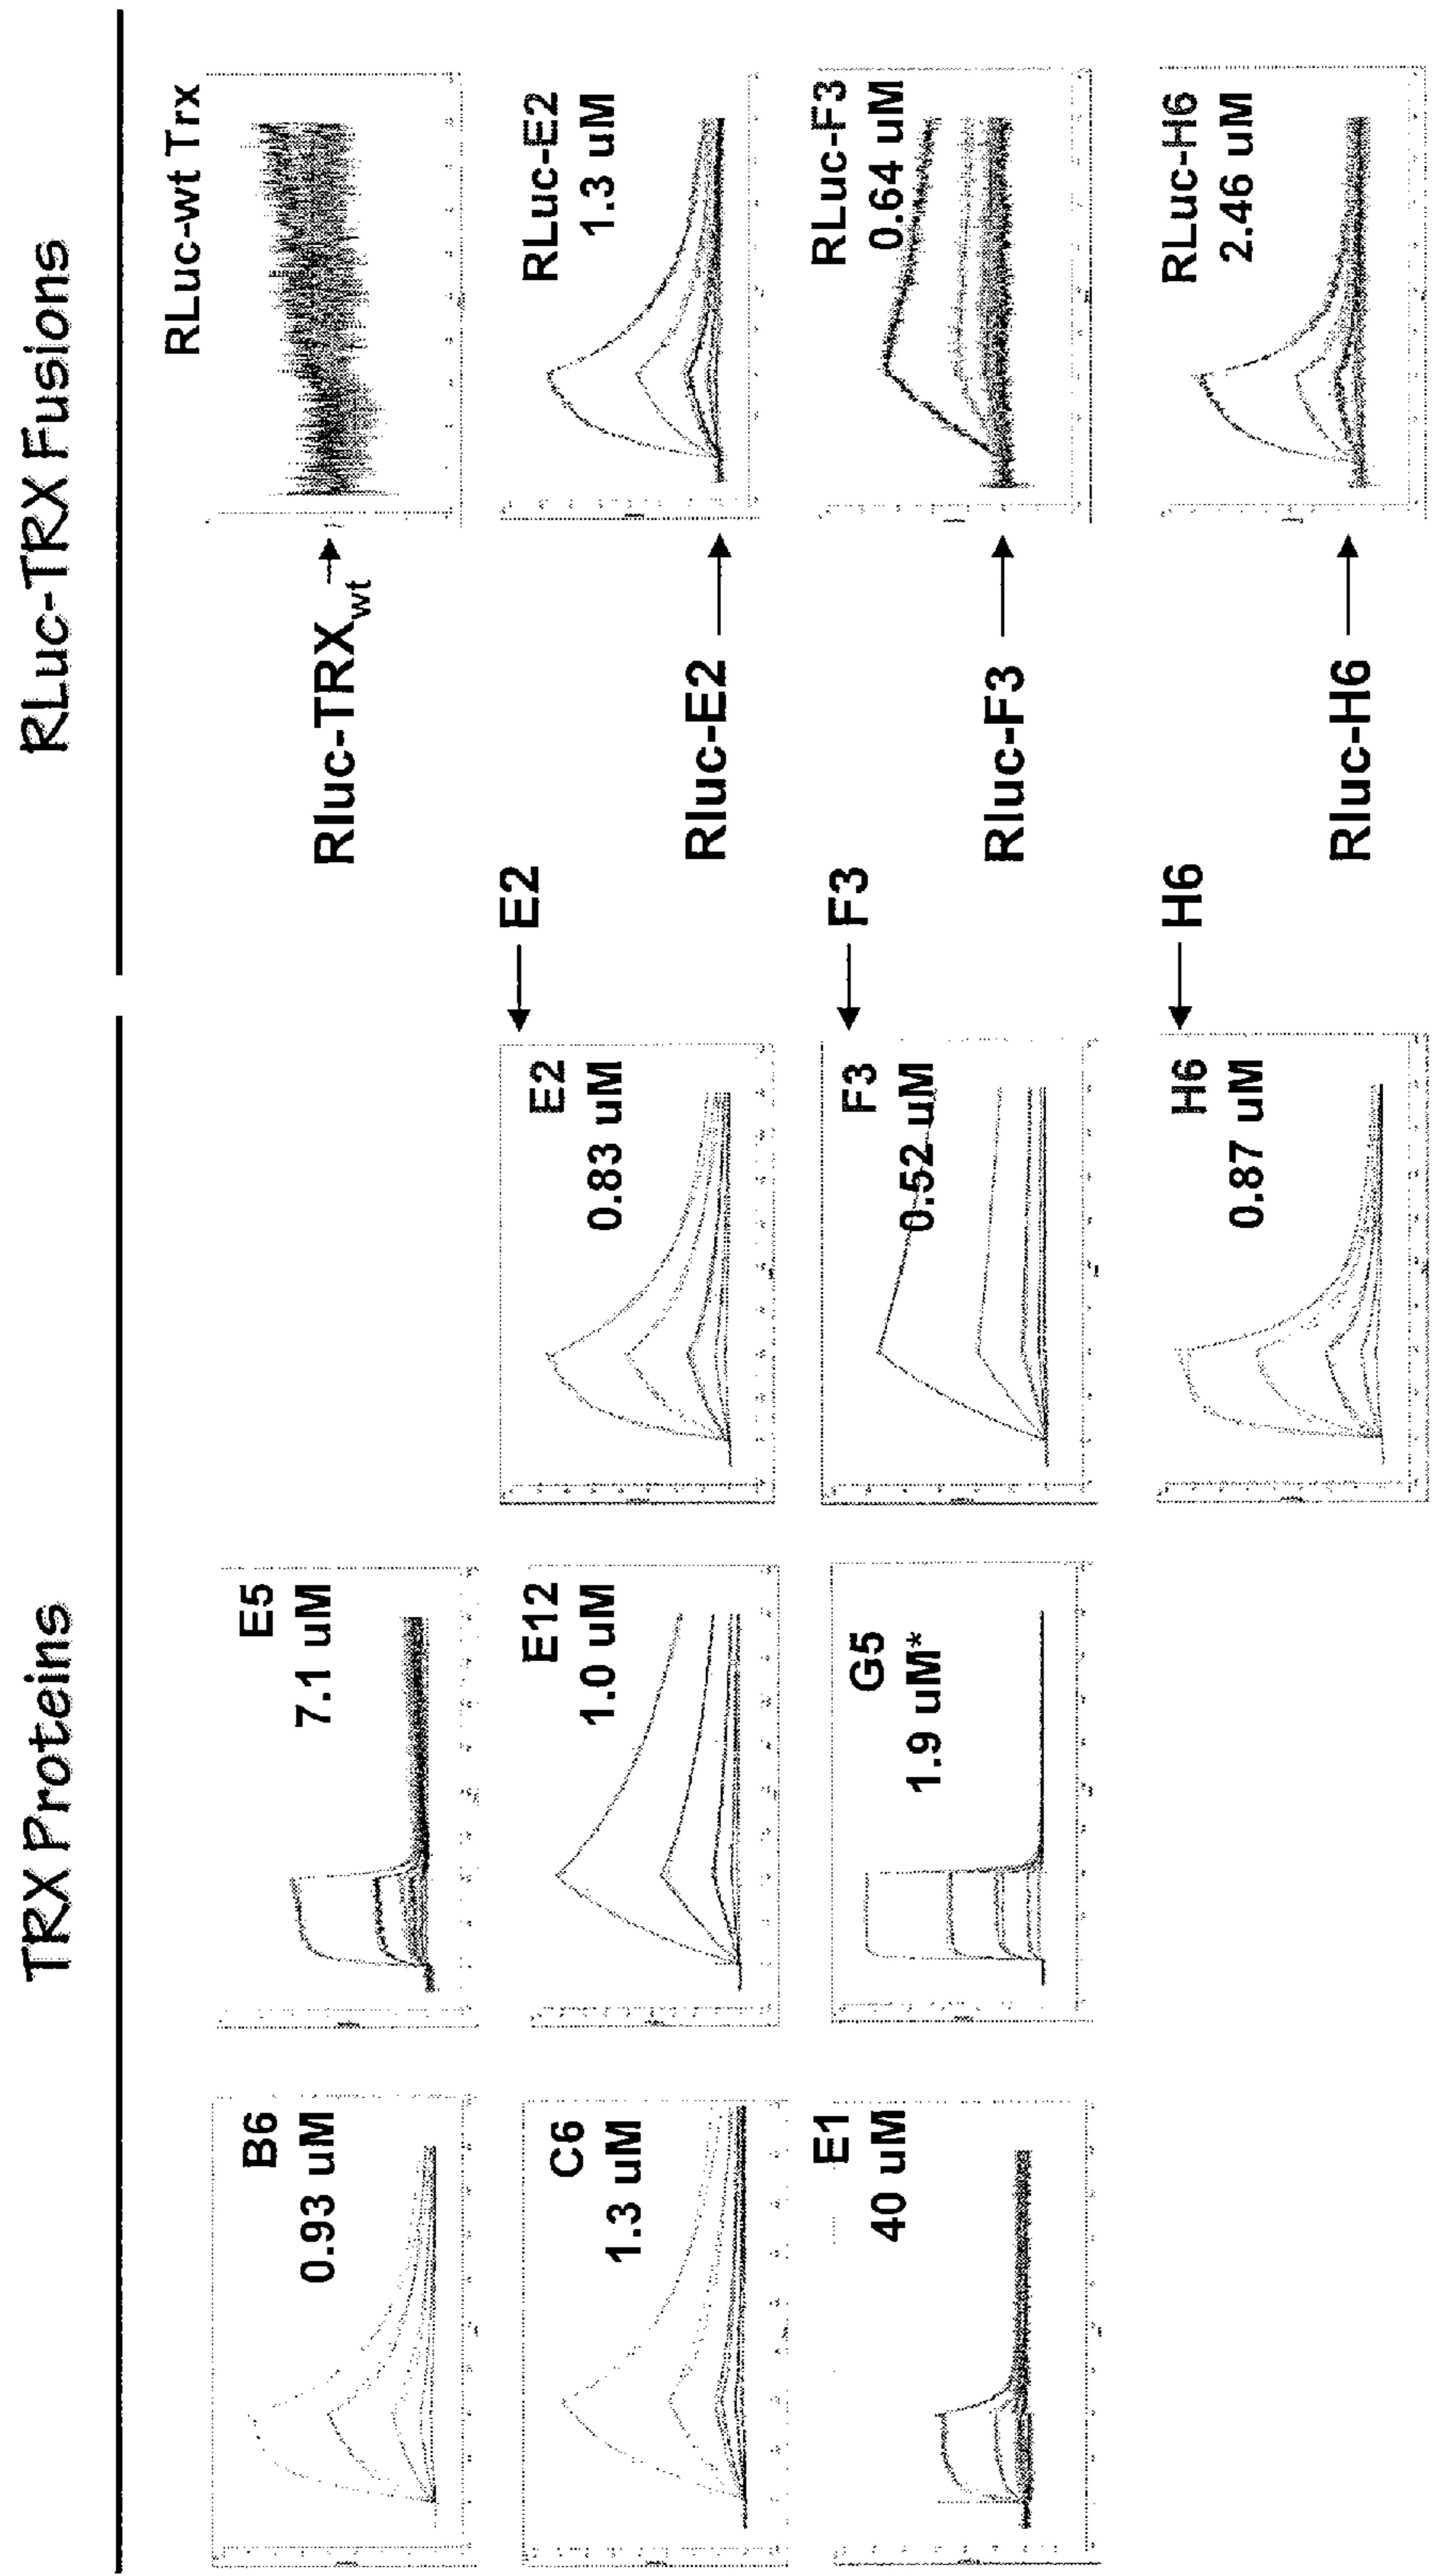 TRX Proteins
RLuc-TRX Fusions
B6
0.93 uM
E5
7.1 uM
RLuc-wt Trx
Rluc-TRXwt
C6
1.3 uM
E12
1.0 uM
E2
0.83 uM
E2
Rluc-E2
RLuc-E2
1.3 uM
E1
40 uM
G5
1.9 uM*
F3
0.52 uM
F3
Rluc-F3
RLuc-F3
0.64 uM
H6
0.87 uM
H6
Rluc-H6
RLuc-H6
2.46 uM